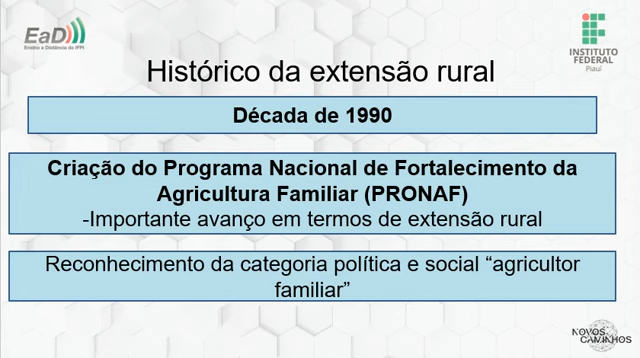 EaD
Ensino a Distância do IFPI
INSTITUTO
FEDERAL
Piauí
Histórico da extensão rural
Década de 1990
Criação do Programa Nacional de Fortalecimento da
Agricultura Familiar (PRONAF)
-Importante avanço em termos de extensão rural
Reconhecimento da categoria política e social “agricultor
familiar”
NOVOS
CAMINHOS